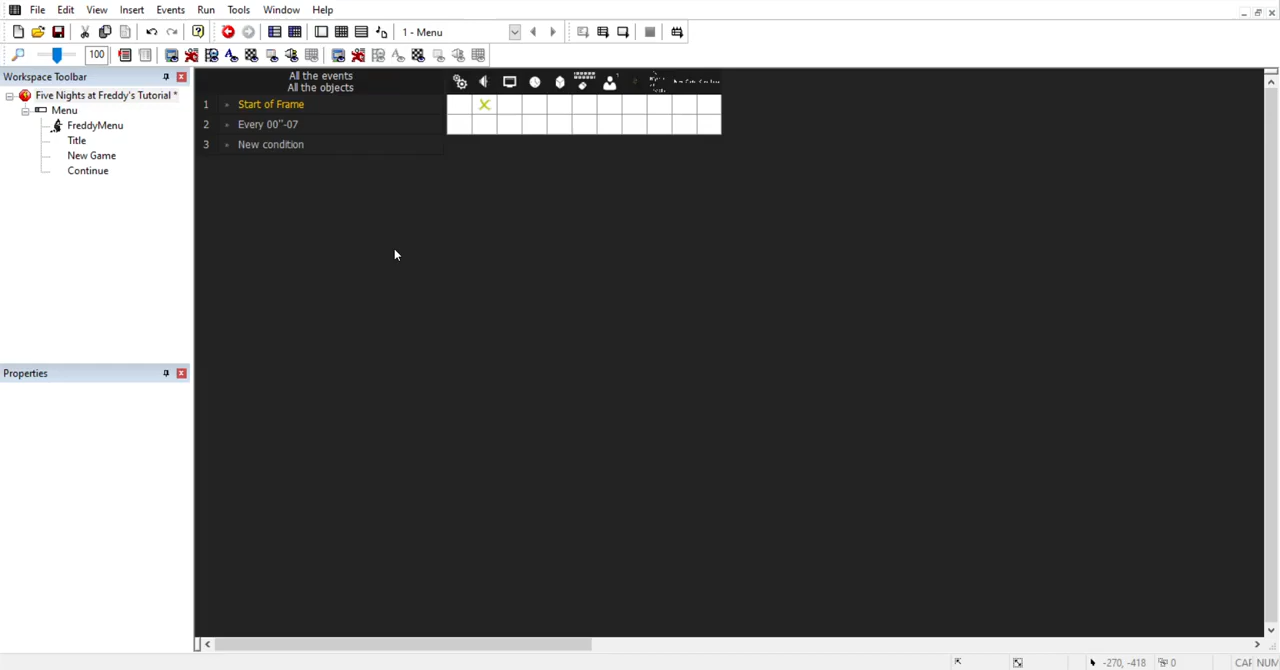 File Edit View Insert Events Run Tools Window Help
1 - Menu
100
Workspace Toolbar
Five Nights at Freddy's Tutorial *
Menu
FreddyMenu
Title
New Game
Continue
Properties
All the events
All the objects
1 Start of Frame
2 Every 00"-07
3 New condition
-270, -418 0 CAP NUM